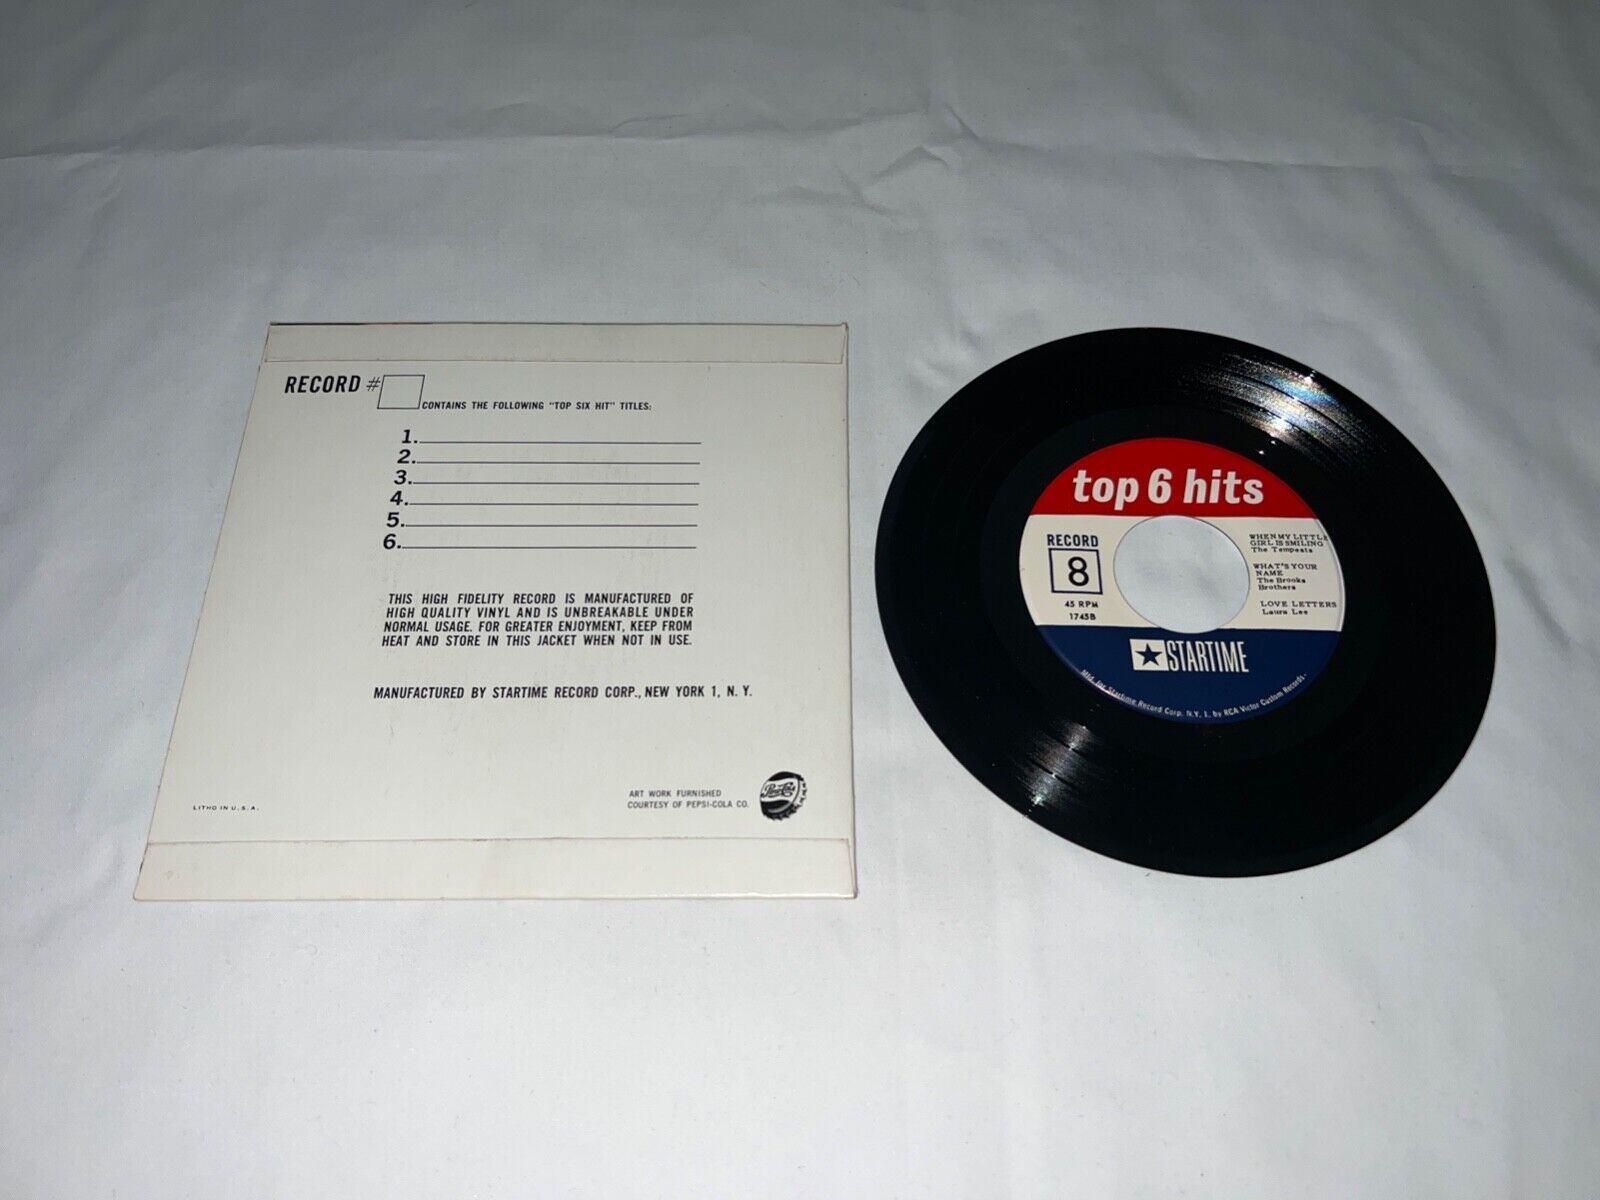 RECORD #
CONTAINS THE FOLLOWING "TOP SIX HIT" TITLES:
1.
2.
3.
4.
5.
6.
THIS HIGH FIDELITY RECORD IS MANUFACTURED OF
HIGH QUALITY VINYL AND IS UNBREAKABLE UNDER
NORMAL USAGE. FOR GREATER ENJOYMENT, KEEP FROM
HEAT AND STORE IN THIS JACKET WHEN NOT IN USE.
MANUFACTURED BY STARTIME RECORD CORP., NEW YORK 1, N. Y.
LITHO IN U. S. A.
ART WORK FURNISHED
COURTESY OF PEPSI-COLA CO.
Pepsi-Cola
top 6 hits
RECORD
8
45 RPM
1745B
WHEN MY LITTLE
GIRL IS SMILING
The Tempests
WHAT'S YOUR
NAME
The Brooks
Brothers
LOVE LETTERS
Laura Lee
STARTIME
Mfd. for Startime Record Corp. N.Y. 1, by RCA Victor Custom Records